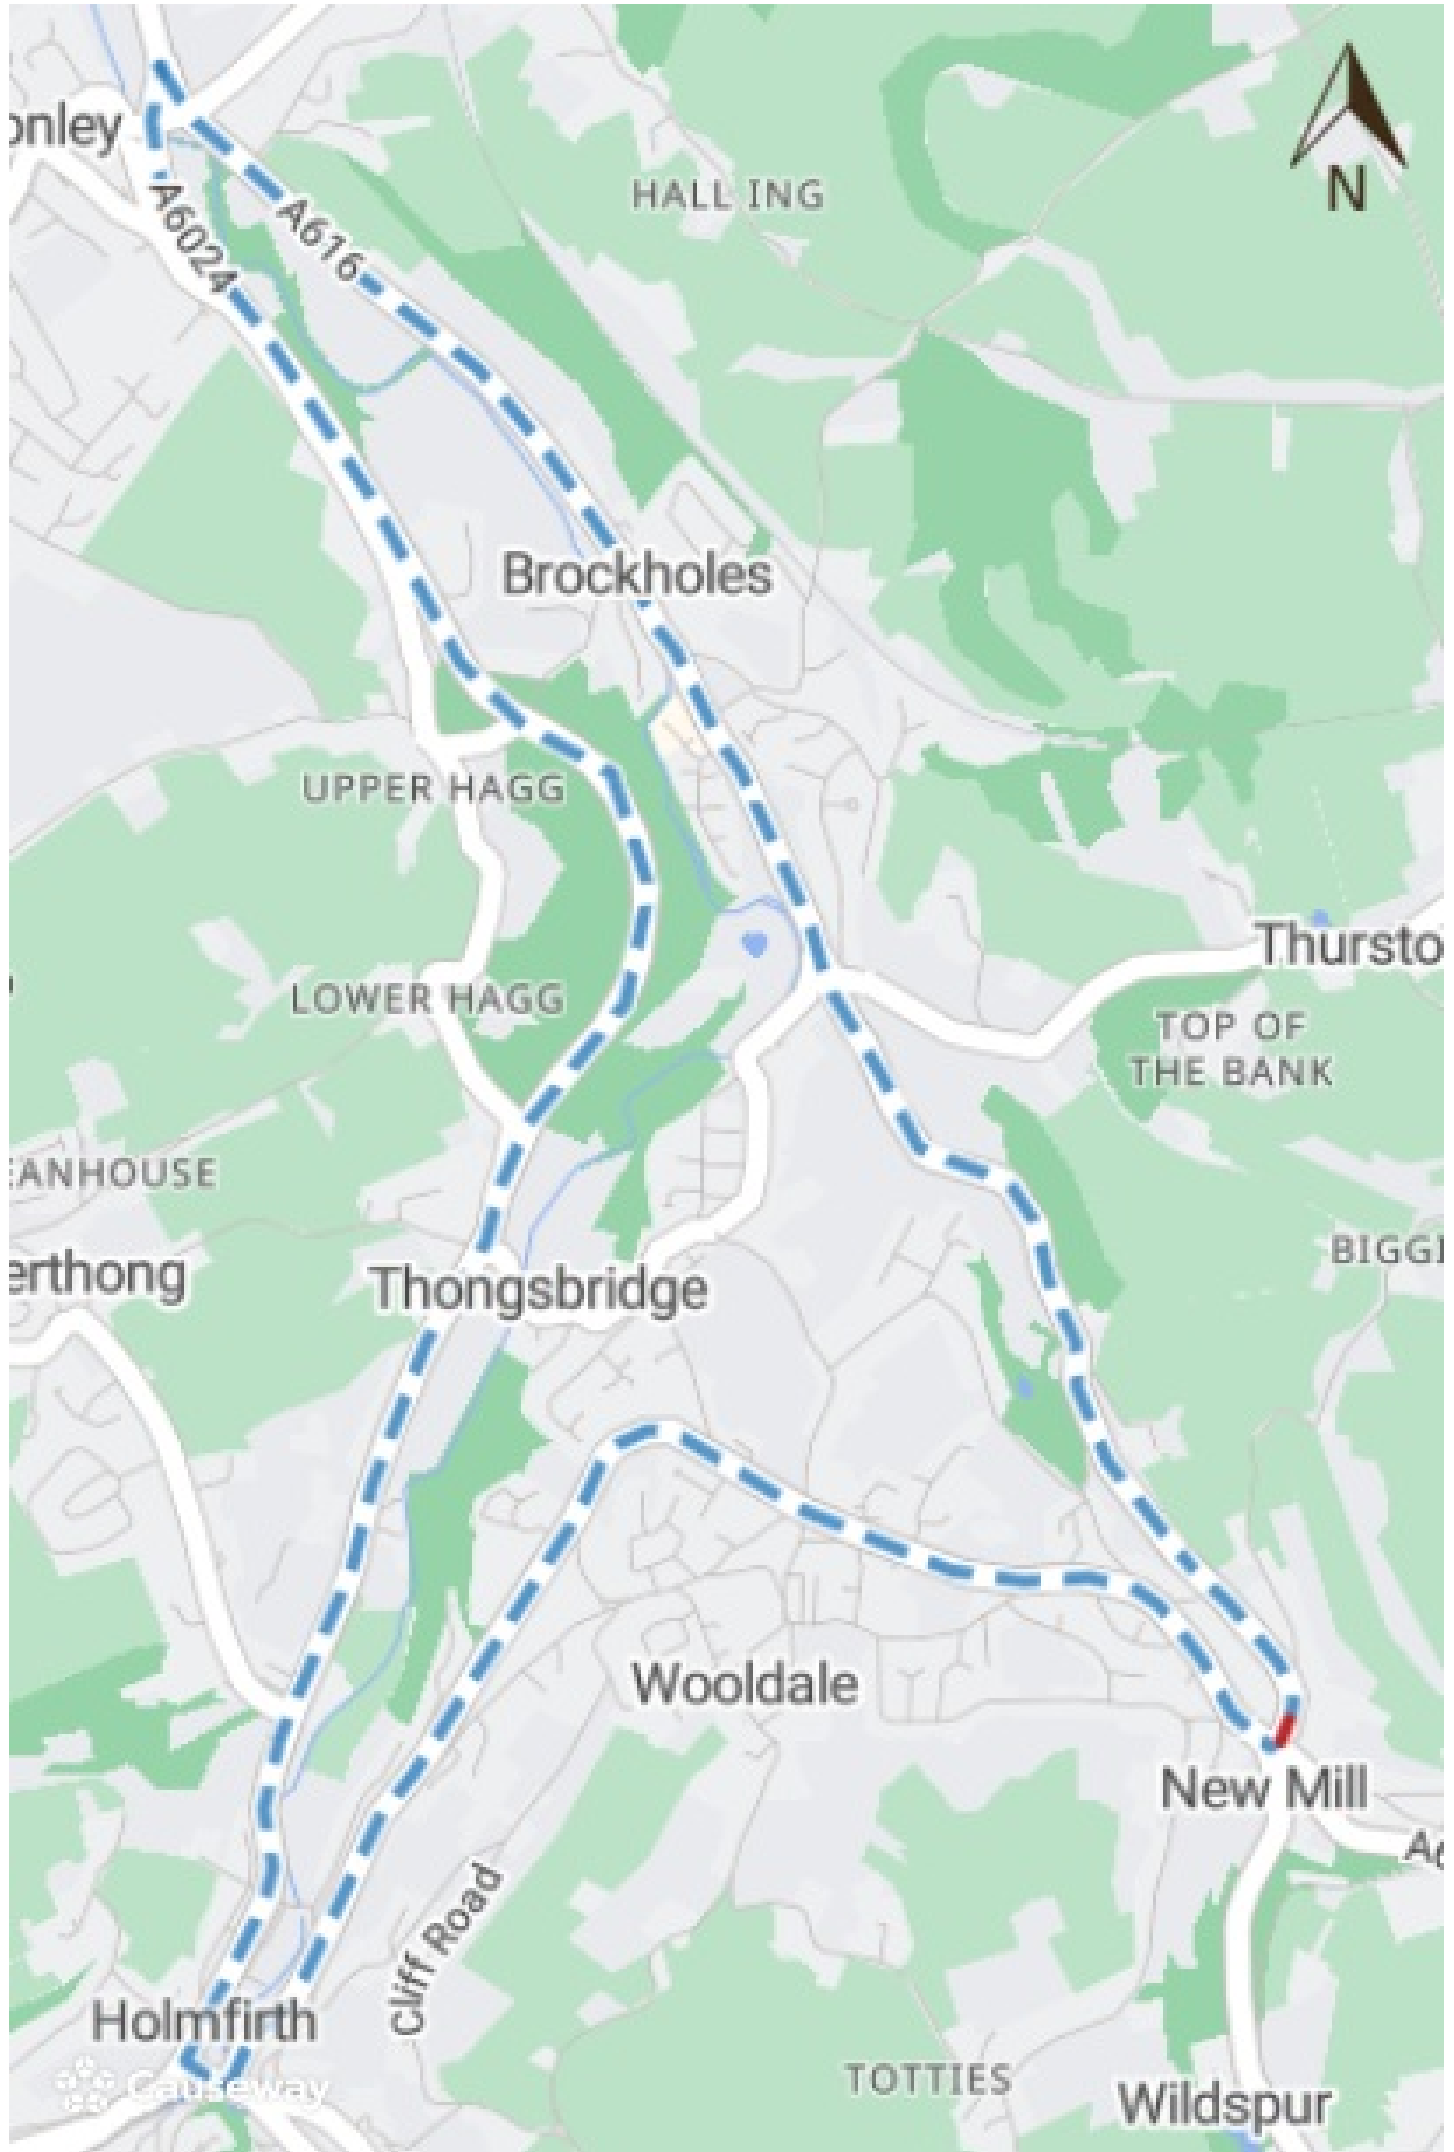 onley
HALL ING
N
A6024
A616
Brockholes
UPPER HAGG
Thursto
LOWER HAGG
TOP OF
THE BANK
EANHOUSE
BIGGI
erthong
Thongsbridge
Wooldale
New Mill
Cliff Road
Holmfirth
Causeway
TOTTIES
Wildspur